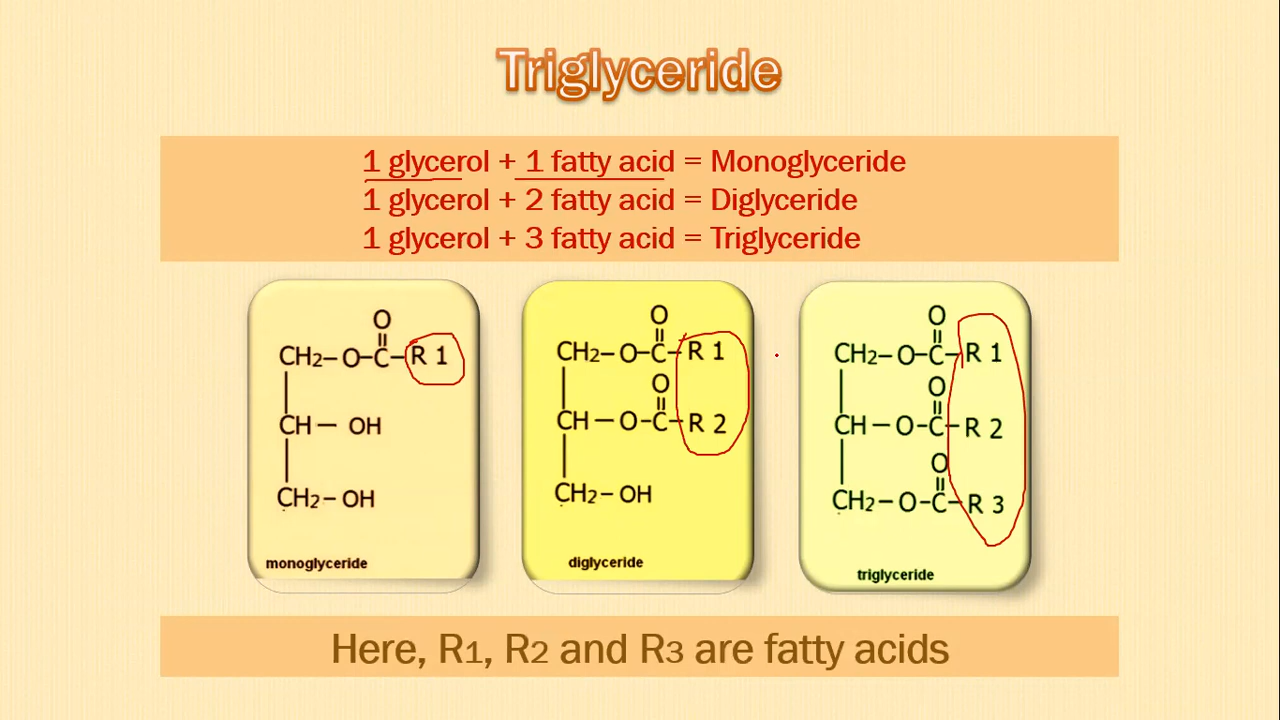 Triglyceride
1 glycerol + 1 fatty acid = Monoglyceride
1 glycerol + 2 fatty acid = Diglyceride
1 glycerol + 3 fatty acid = Triglyceride
O
CH2–O–C–R 1
CH – OH
CH2–OH
monoglyceride
O
CH2–O–C–R 1
O
CH–O–C–R 2
CH2–OH
diglyceride
O
CH2–O–C–R 1
O
CH–O–C–R 2
O
CH2–O–C–R 3
triglyceride
Here, R1, R2 and R3 are fatty acids